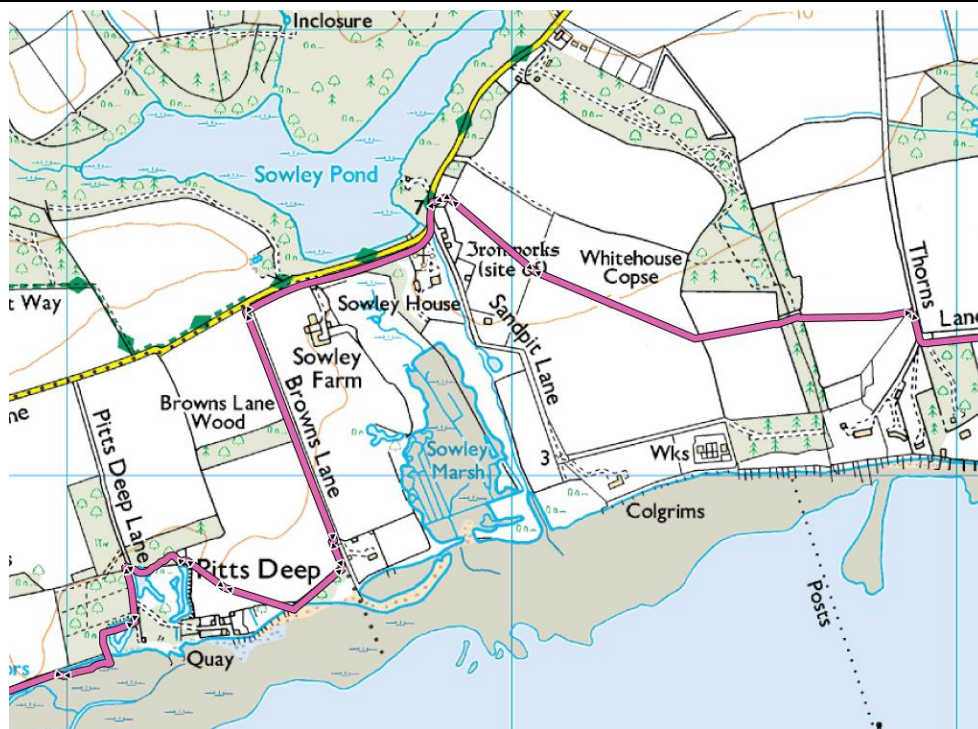 Inclosure
10
Sowley Pond
7
Ironworks
(site of)
Whitehouse
Copse
Thorns
Lane
t Way
Sowley House
Sandpit Lane
Sowley
Farm
Browns Lane
Wood
Browns Lane
Pitts Deep Lane
ne
Sowley
Marsh
3
Wks
Colgrims
Pitts Deep
Posts
Quay
ors